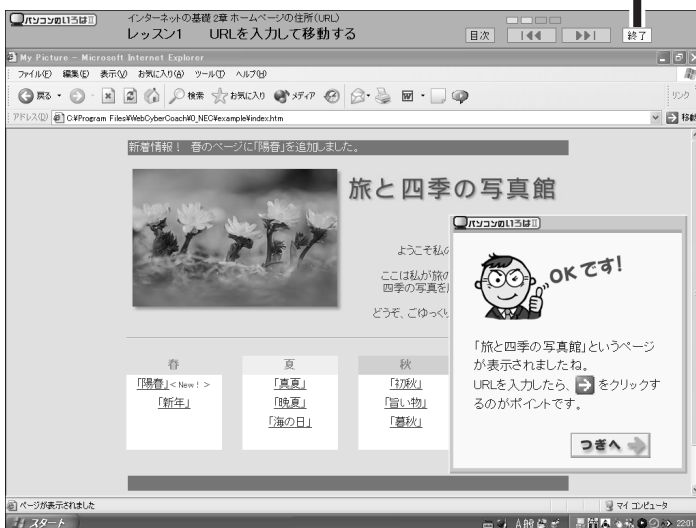 パソコンのいろはⅡ
インターネットの基礎 2章 ホームページの住所(URL)
レッスン1 URLを入力して移動する
目次
終了
My Picture - Microsoft Internet Explorer
ファイル(F) 編集(E) 表示(V) お気に入り(A) ツール(T) ヘルプ(H)
戻る 検索 お気に入り メディア リンク
アドレス(D) C:¥Program Files¥WebCyberCoach¥0_NEC¥example¥index.htm 移動
新着情報! 春のページに「陽春」を追加しました。
旅と四季の写真館
ようこそ私の
ここは私が旅の
四季の写真を
どうぞ、ごゆっくり
春 夏 秋
「陽春」< New! > 「真夏」 「初秋」
「新年」 「晩夏」 「旨い物」
「海の日」 「暮秋」
パソコンのいろはⅡ
OKです!
「旅と四季の写真館」というページ
が表示されましたね。
URLを入力したら、 をクリックす
るのがポイントです。
つぎへ
ページが表示されました マイ コンピュータ
スタート 22:01